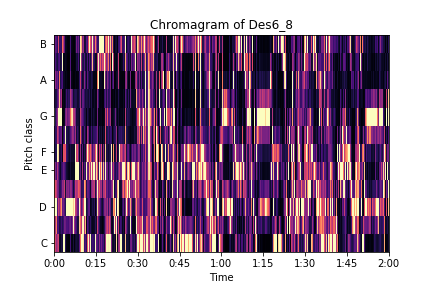 Chromagram of Des6_8
B
A
G
F
E
D
C
Pitch class
0:00 0:15 0:30 0:45 1:00 1:15 1:30 1:45 2:00
Time